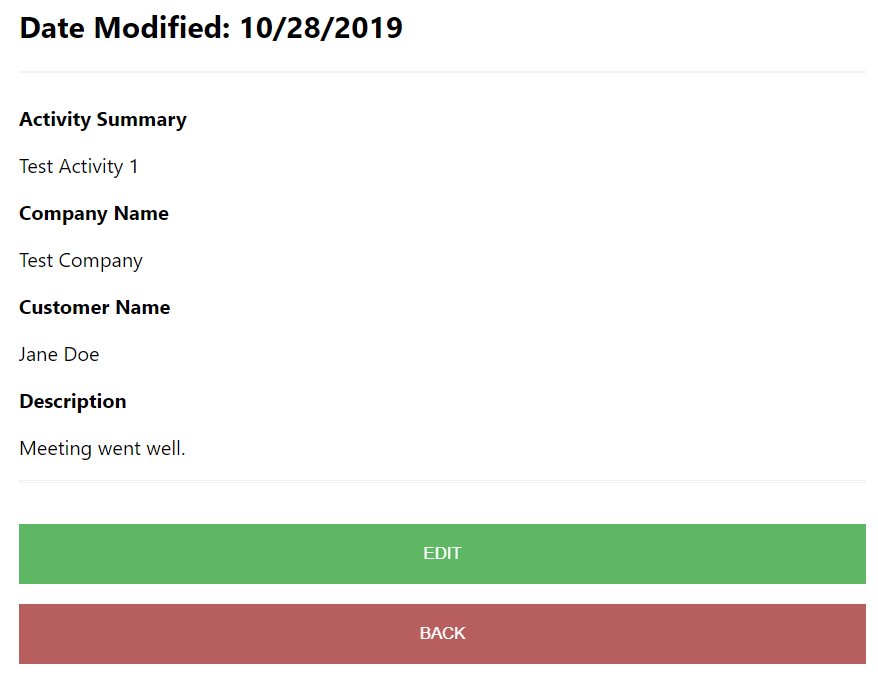 Date Modified: 10/28/2019
Activity Summary
Test Activity 1
Company Name
Test Company
Customer Name
Jane Doe
Description
Meeting went well.
EDIT
BACK